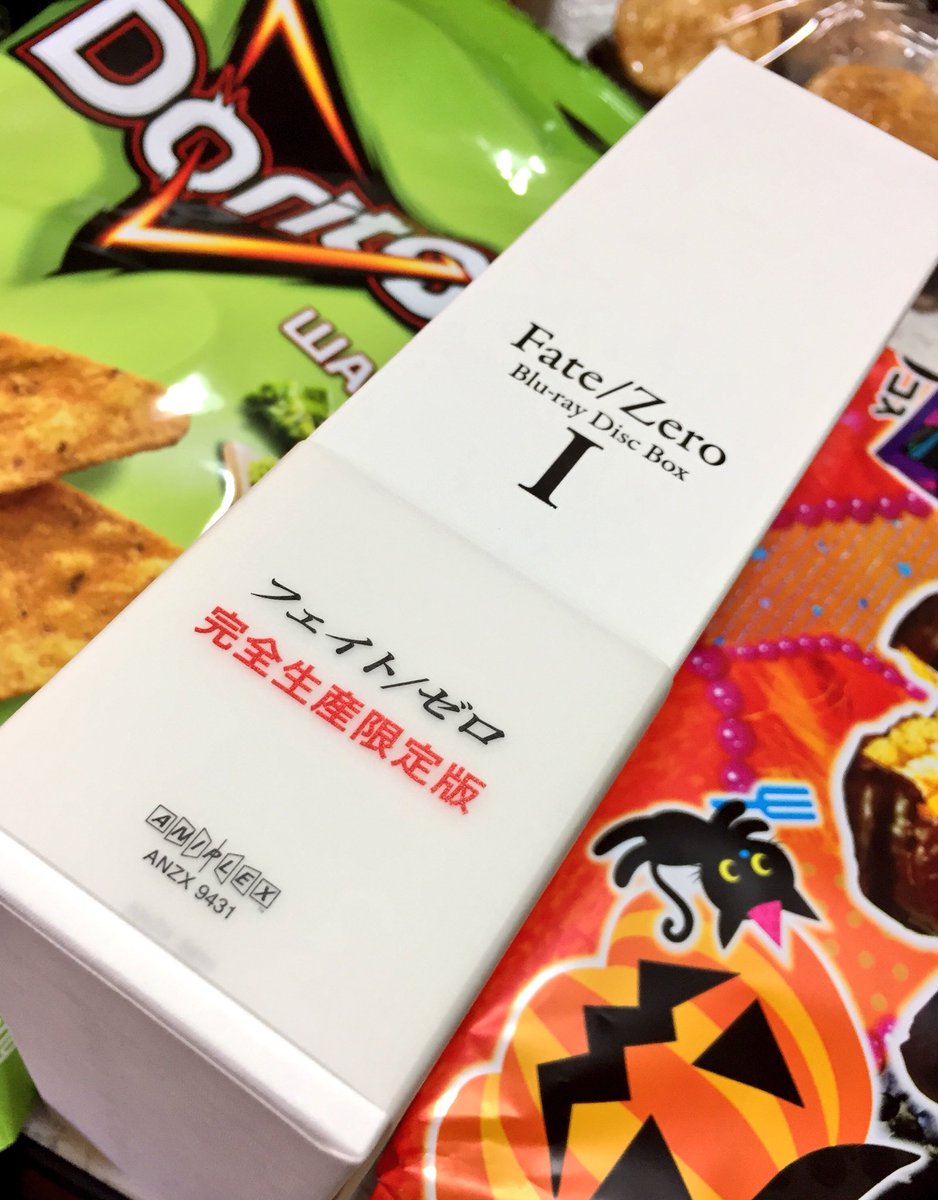 Doritos
ША
Fate/Zero
Blu-ray Disc Box
I
フェイト/ゼロ
完全生産限定版
ANIPLEX
ANZX 9431